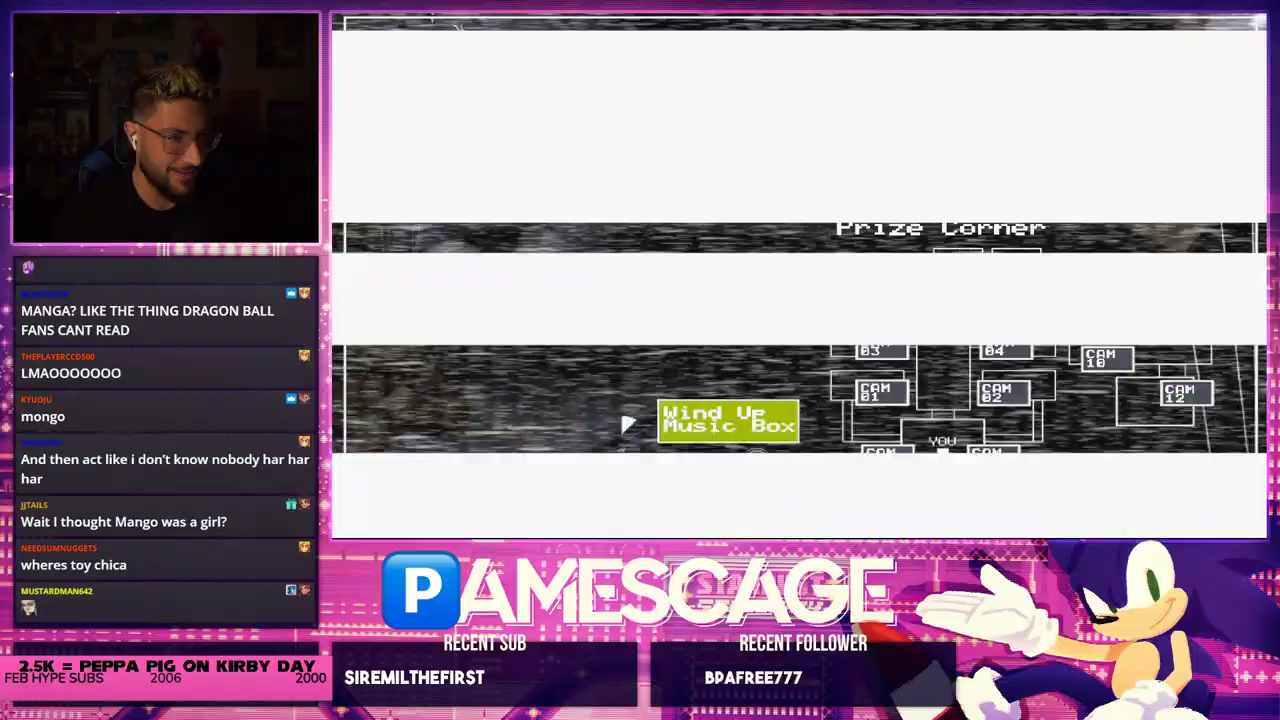 MANGA? LIKE THE THING DRAGON BALL
FANS CANT READ
THEPLAYERCCD500
LMAOOOOOOO
KYUOJU
mongo
And then act like i don't know nobody har har
har
JJTAILS
Wait I thought Mango was a girl?
NEEDSUMNUGGETS
wheres toy chica
MUSTARDMAN642
2.5K = PEPPA PIG ON KIRBY DAY
FEB HYPE SUBS 2006 2000
Prize Corner
CAM
03
CAM
04
CAM
10
CAM
01
CAM
02
CAM
12
Wind Up
Music Box
YOU
CAM
CAM
PAMESCAGE
RECENT SUB
SIREMILTHEFIRST
RECENT FOLLOWER
BPAFREE777